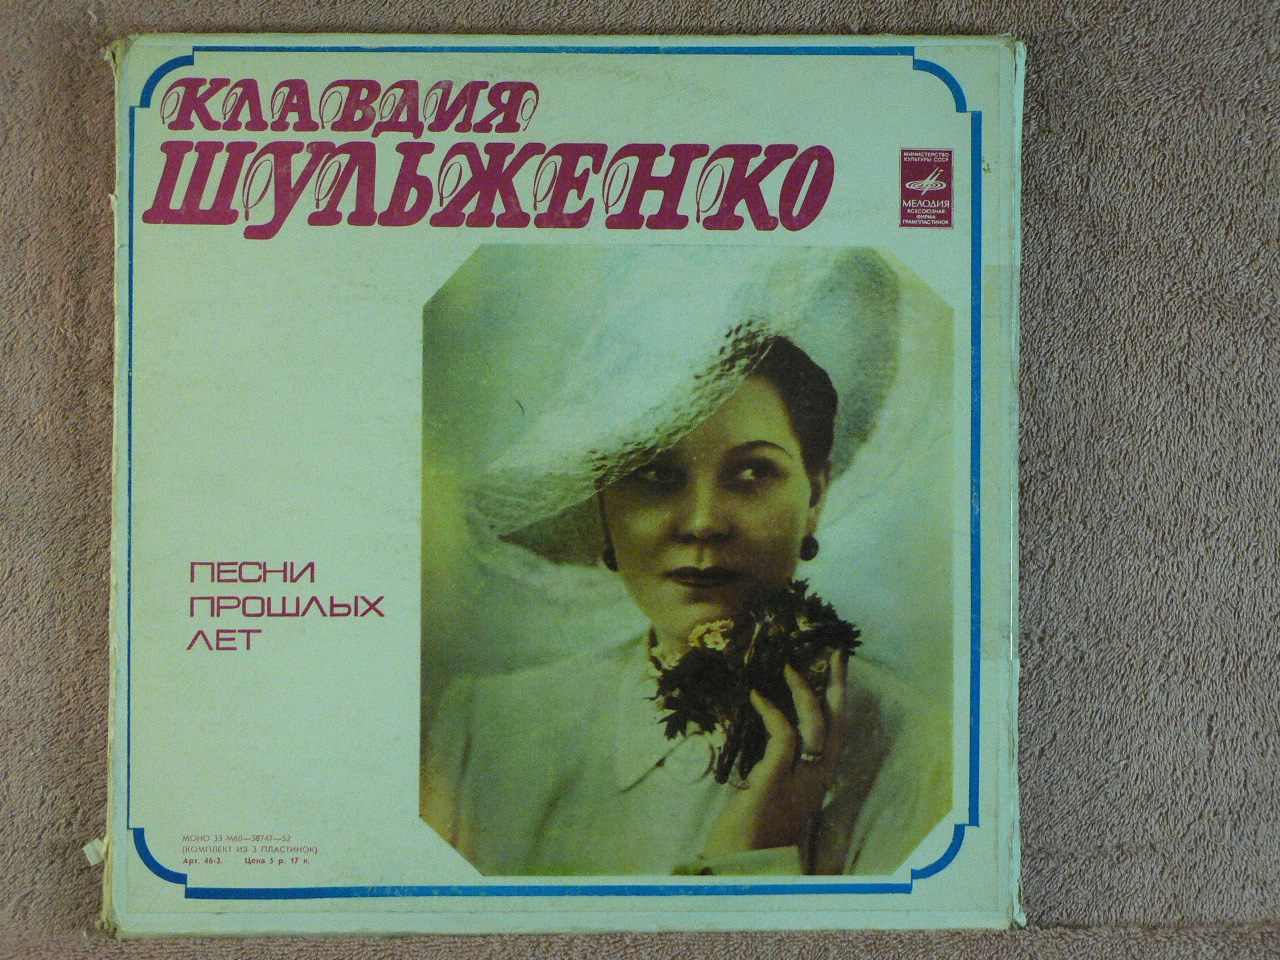 КЛАВДИЯ
ШУЛЬЖЕНКО
МИНИСТЕРСТВО
КУЛЬТУРЫ СССР
МЕЛОДИЯ
ВСЕСОЮЗНАЯ
ФИРМА
ГРАМПЛАСТИНОК
ПЕСНИ
ПРОШЛЫХ
ЛЕТ
МОНО 33 М60—38747—52
(КОМПЛЕКТ ИЗ 3 ПЛАСТИНОК)
Арт. 46-3. Цена 5 р. 17 к.